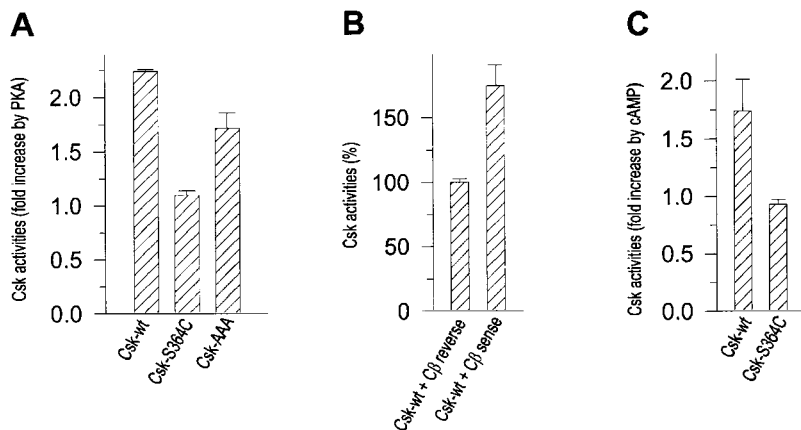 A
Csk activities (fold increase by PKA)
2.0
1.5
1.0
0.5
0.0
Csk-wt
Csk-S364C
Csk-AAA
B
Csk activities (%)
150
100
50
0
Csk-wt + Cβ reverse
Csk-wt + Cβ sense
C
Csk activities (fold increase by cAMP)
2.0
1.5
1.0
0.5
0.0
Csk-wt
Csk-S364C